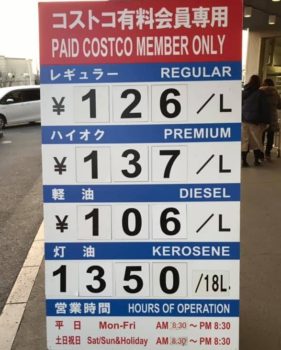 コストコ有料会員専用
PAID COSTCO MEMBER ONLY
レギュラー REGULAR
¥ 126 /L
ハイオク PREMIUM
¥ 137 /L
軽油 DIESEL
¥ 106 /L
灯油 KEROSENE
1350 /18L
営業時間 HOURS OF OPERATION
平日 Mon-Fri AM 8:30 ~ PM 8:30
土日祝日 Sat/Sun&Holiday AM 8:30 ~ PM 8:30